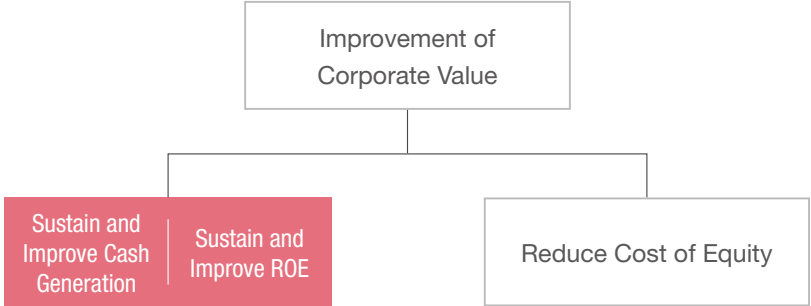 Improvement of
Corporate Value
Sustain and
Improve Cash
Generation
Sustain and
Improve ROE
Reduce Cost of Equity